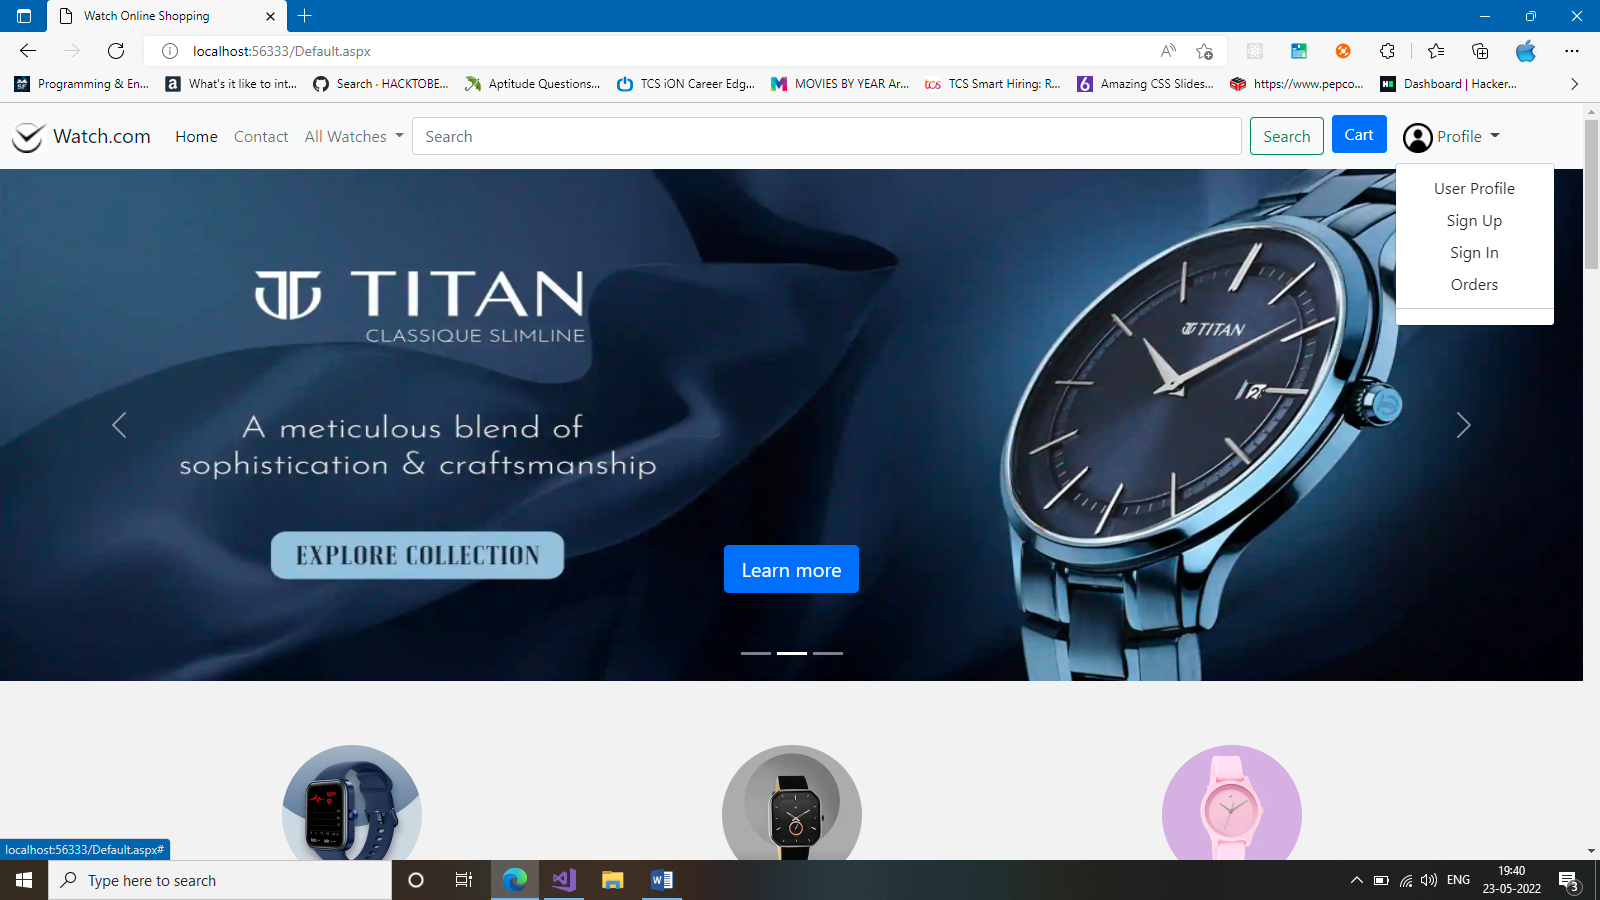 Watch Online Shopping
localhost:56333/Default.aspx
Programming & En... What's it like to int... Search · HACKTOBE... Aptitude Questions... TCS iON Career Edg... MOVIES BY YEAR Ar... TCS Smart Hiring: R... Amazing CSS Slides... https://www.pepco... Dashboard | Hacker...
Watch.com Home Contact All Watches Search Search Cart Profile
User Profile
Sign Up
Sign In
Orders
TITAN
CLASSIQUE SLIMLINE
TITAN
A meticulous blend of
sophistication & craftsmanship
EXPLORE COLLECTION
Learn more
localhost:56333/Default.aspx#
Type here to search
ENG
19:40
23-05-2022
3